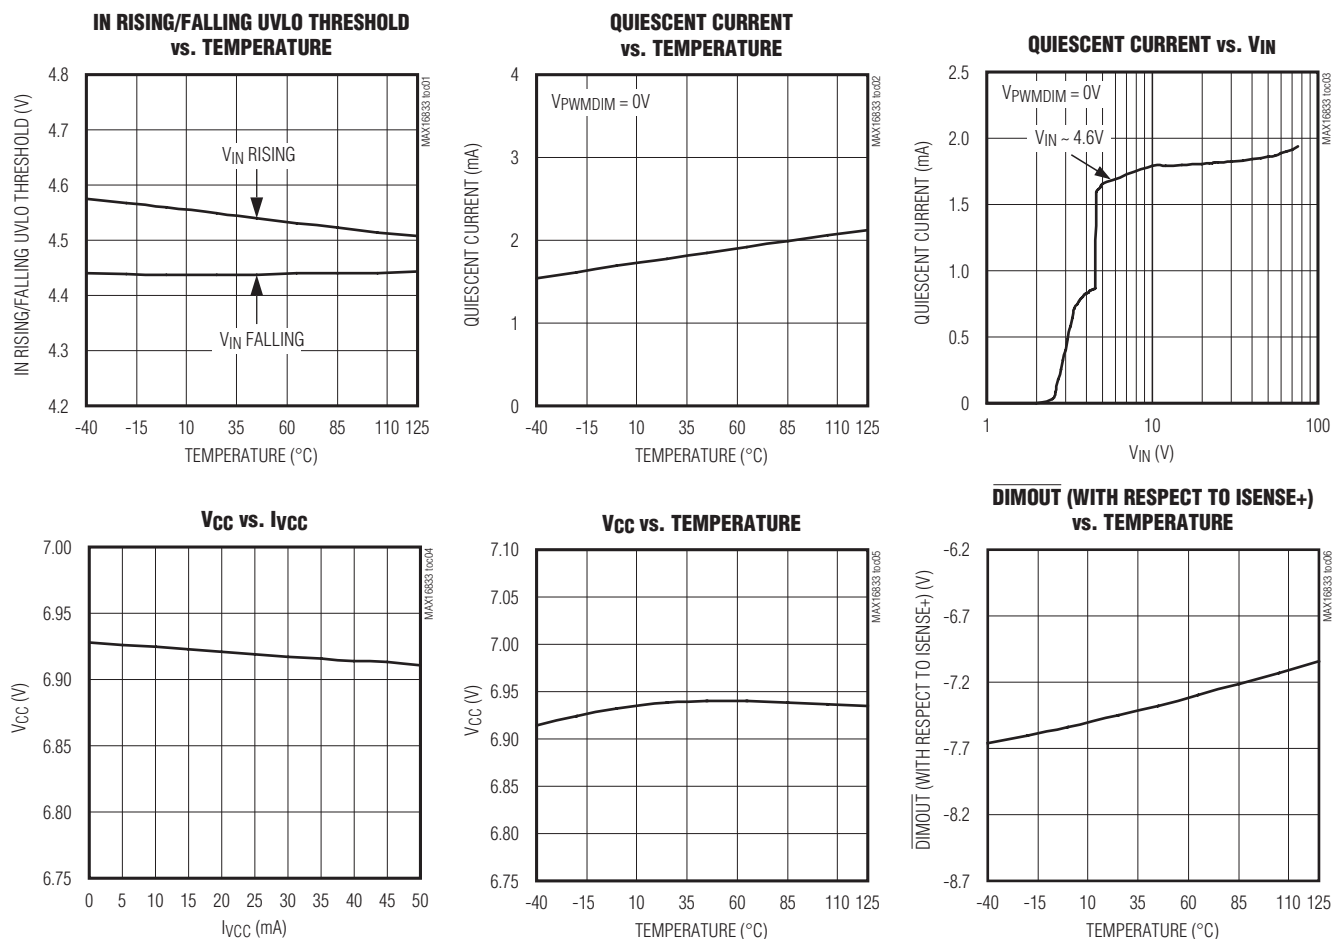 IN RISING/FALLING UVLO THRESHOLD
vs. TEMPERATURE
IN RISING/FALLING UVLO THRESHOLD (V)
4.8
4.7
4.6
4.5
4.4
4.3
4.2
VIN RISING
VIN FALLING
-40 -15 10 35 60 85 110 125
TEMPERATURE (°C)
MAX16833 toc01
QUIESCENT CURRENT
vs. TEMPERATURE
QUIESCENT CURRENT (mA)
4
3
2
1
0
VPWMDIM = 0V
-40 -15 10 35 60 85 110 125
TEMPERATURE (°C)
MAX16833 toc02
QUIESCENT CURRENT vs. VIN
QUIESCENT CURRENT (mA)
2.5
2.0
1.5
1.0
0.5
0
VPWMDIM = 0V
VIN ~ 4.6V
1 10 100
VIN (V)
MAX16833 toc03
VCC vs. IVCC
VCC (V)
7.00
6.95
6.90
6.85
6.80
6.75
0 5 10 15 20 25 30 35 40 45 50
IVCC (mA)
MAX16833 toc04
VCC vs. TEMPERATURE
VCC (V)
7.10
7.05
7.00
6.95
6.90
6.85
6.80
6.75
-40 -15 10 35 60 85 110 125
TEMPERATURE (°C)
MAX16833 toc05
DIMOUT (WITH RESPECT TO ISENSE+)
vs. TEMPERATURE
DIMOUT (WITH RESPECT TO ISENSE+) (V)
-6.2
-6.7
-7.2
-7.7
-8.2
-8.7
-40 -15 10 35 60 85 110 125
TEMPERATURE (°C)
MAX16833 toc06